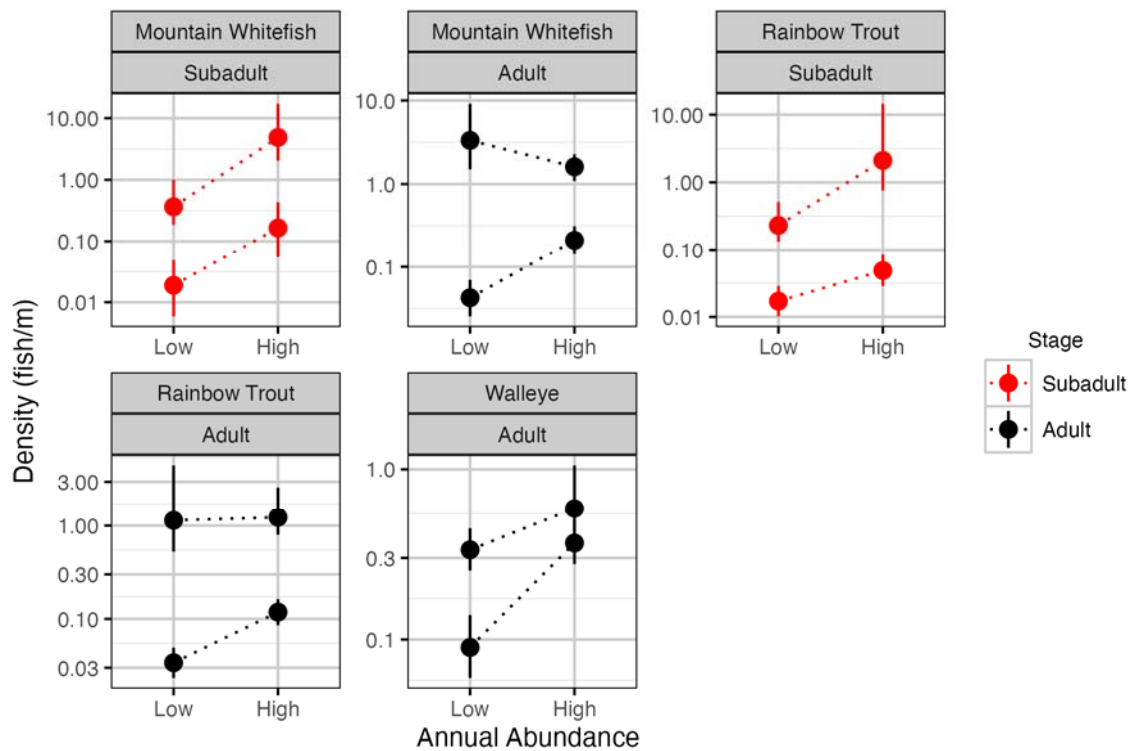 Mountain Whitefish
Subadult
10.00
1.00
0.10
0.01
Low High
Mountain Whitefish
Adult
10.0
1.0
0.1
Low High
Rainbow Trout
Subadult
10.00
1.00
0.10
0.01
Low High
Rainbow Trout
Adult
3.00
1.00
0.30
0.10
0.03
Low High
Walleye
Adult
1.0
0.3
0.1
Low High
Density (fish/m)
Annual Abundance
Stage
Subadult
Adult